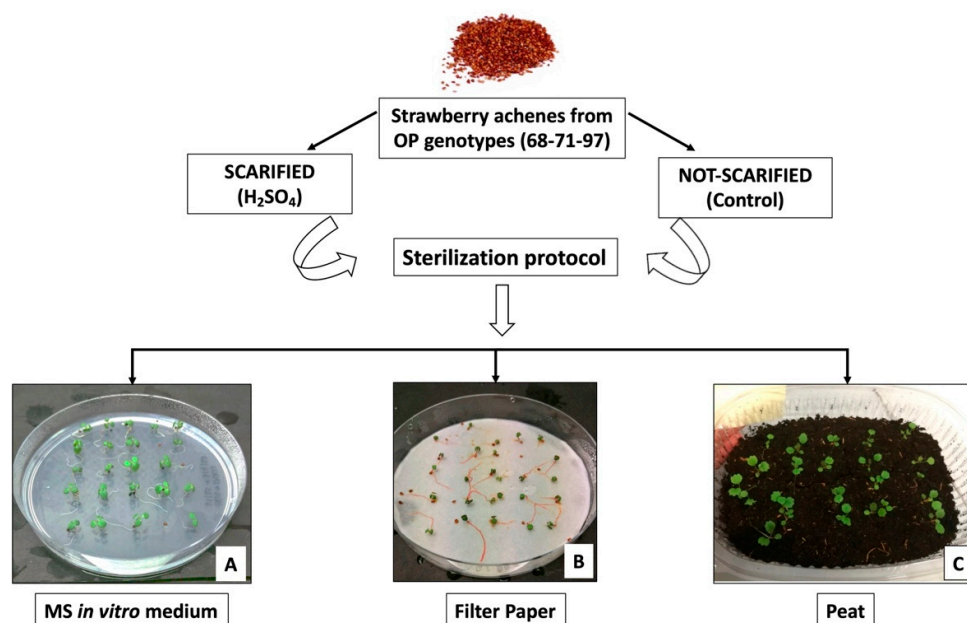 Strawberry achenes from
OP genotypes (68-71-97)
SCARIFIED
(H₂SO₄)
NOT-SCARIFIED
(Control)
Sterilization protocol
A
B
C
MS in vitro medium
Filter Paper
Peat